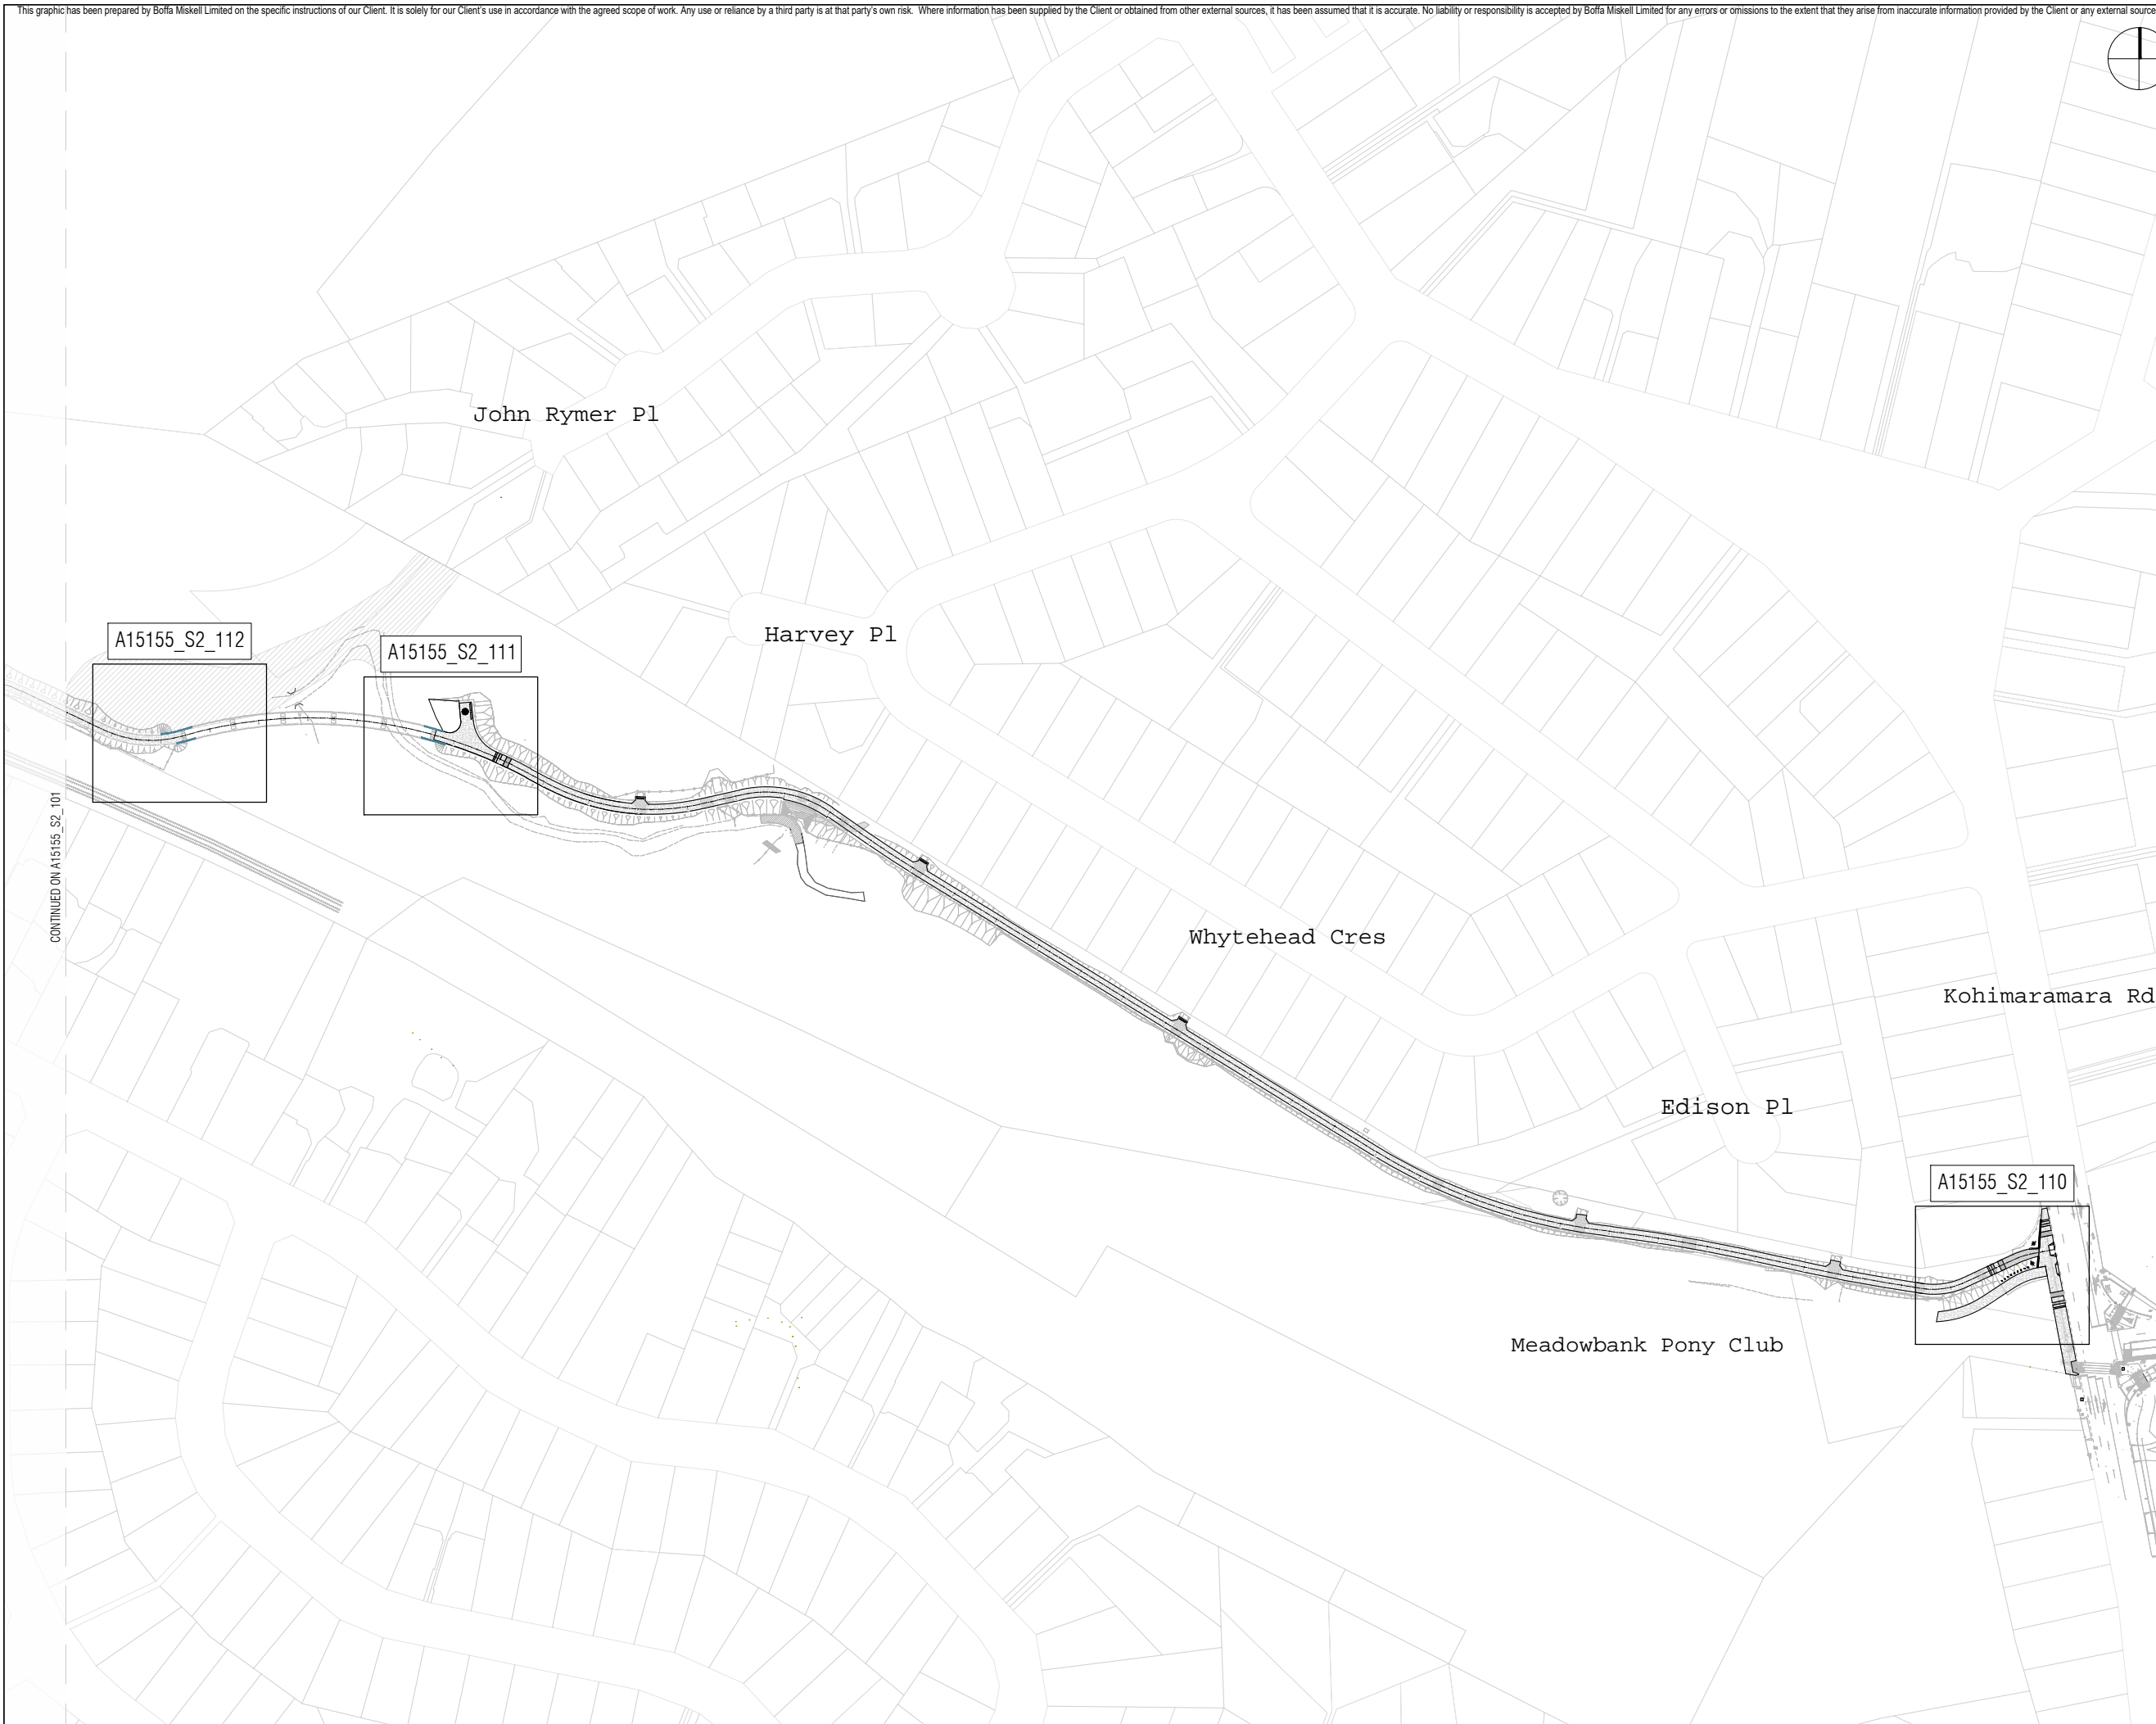 This graphic has been prepared by Boffa Miskell Limited on the specific instructions of our Client. It is solely for our Client's use in accordance with the agreed scope of work. Any use or reliance by a third party is at that party's own risk. Where information has been supplied by the Client or obtained from other external sources, it has been assumed that it is accurate. No liability or responsibility is accepted by Boffa Miskell Limited for any errors or omissions to the extent that they arise from inaccurate information provided by the Client or any external source
John Rymer Pl
A15155_S2_112
A15155_S2_111
Harvey Pl
CONTINUED ON A15155_S2_101
Whytehead Cres
Kohimaramara Rd
Edison Pl
A15155_S2_110
Meadowbank Pony Club